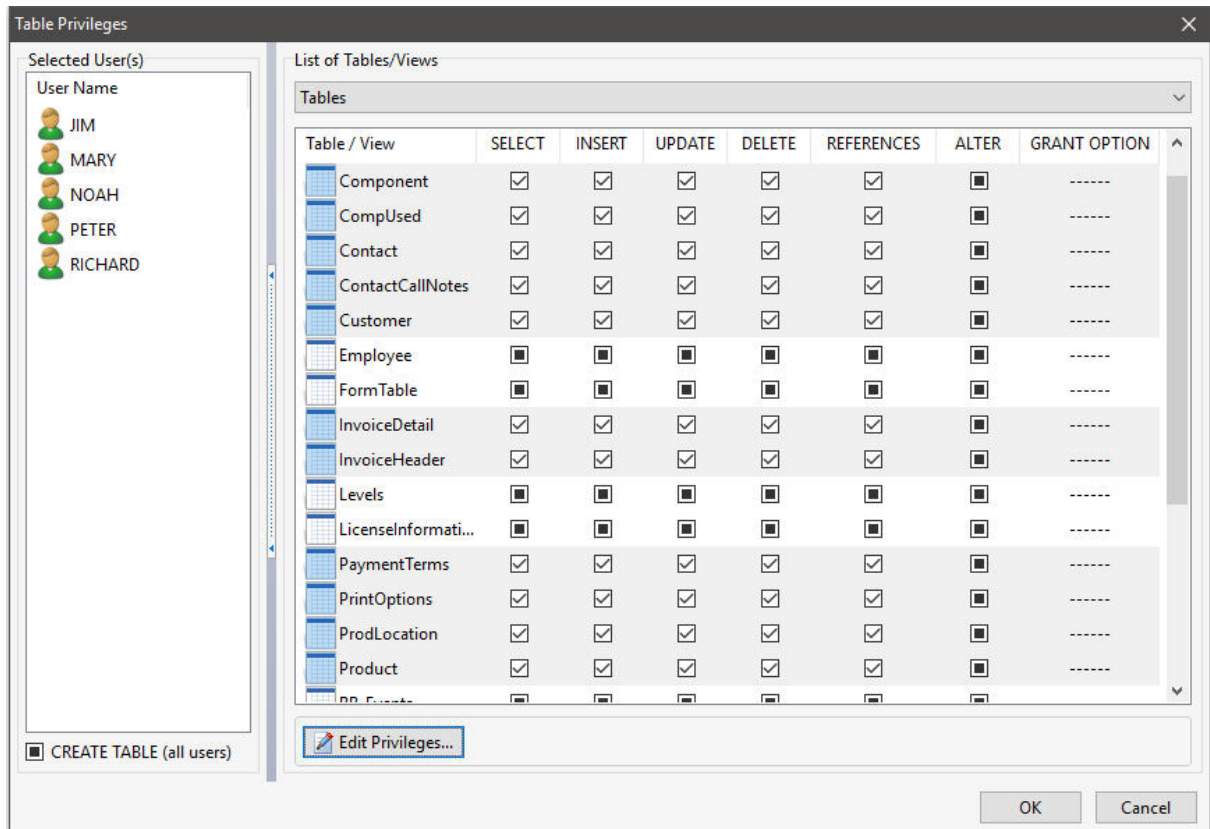 Table Privileges
Selected User(s)
User Name
JIM
MARY
NOAH
PETER
RICHARD
CREATE TABLE (all users)
List of Tables/Views
Tables
Table / View SELECT INSERT UPDATE DELETE REFERENCES ALTER GRANT OPTION
Component ------
CompUsed ------
Contact ------
ContactCallNotes ------
Customer ------
Employee ------
FormTable ------
InvoiceDetail ------
InvoiceHeader ------
Levels ------
LicenseInformati... ------
PaymentTerms ------
PrintOptions ------
ProdLocation ------
Product ------
Edit Privileges...
OK Cancel